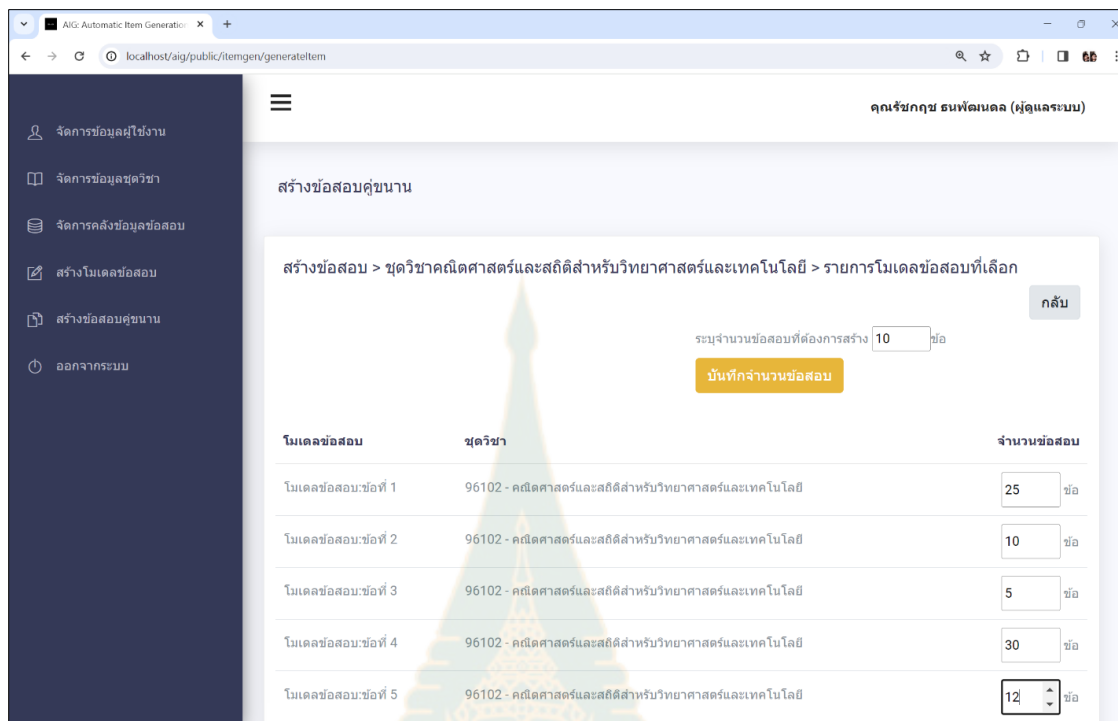 AIG: Automatic Item Generation
localhost/aig/public/itemgen/generateItem
คุณรัชกฤช ธนพัฒนดล (ผู้ดูแลระบบ)
จัดการข้อมูลผู้ใช้งาน
จัดการข้อมูลชุดวิชา
จัดการคลังข้อมูลข้อสอบ
สร้างโมเดลข้อสอบ
สร้างข้อสอบคู่ขนาน
ออกจากระบบ
สร้างข้อสอบคู่ขนาน
สร้างข้อสอบ > ชุดวิชาคณิตศาสตร์และสถิติสำหรับวิทยาศาสตร์และเทคโนโลยี > รายการโมเดลข้อสอบที่เลือก
กลับ
ระบุจำนวนข้อสอบที่ต้องการสร้าง 10 ข้อ
บันทึกจำนวนข้อสอบ
โมเดลข้อสอบ ชุดวิชา จำนวนข้อสอบ
โมเดลข้อสอบ:ข้อที่ 1 96102 - คณิตศาสตร์และสถิติสำหรับวิทยาศาสตร์และเทคโนโลยี 25 ข้อ
โมเดลข้อสอบ:ข้อที่ 2 96102 - คณิตศาสตร์และสถิติสำหรับวิทยาศาสตร์และเทคโนโลยี 10 ข้อ
โมเดลข้อสอบ:ข้อที่ 3 96102 - คณิตศาสตร์และสถิติสำหรับวิทยาศาสตร์และเทคโนโลยี 5 ข้อ
โมเดลข้อสอบ:ข้อที่ 4 96102 - คณิตศาสตร์และสถิติสำหรับวิทยาศาสตร์และเทคโนโลยี 30 ข้อ
โมเดลข้อสอบ:ข้อที่ 5 96102 - คณิตศาสตร์และสถิติสำหรับวิทยาศาสตร์และเทคโนโลยี 12 ข้อ